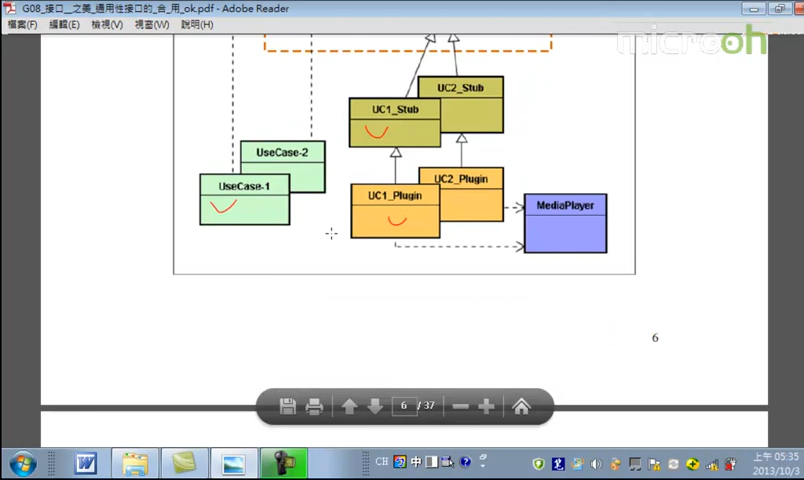 G08_接口__之美_通用性接口的_合_用_ok.pdf - Adobe Reader
檔案(F) 編輯(E) 檢視(V) 視窗(W) 說明(H)
microoh
UC2_Stub
UC1_Stub
UseCase-2
UC2_Plugin
UseCase-1
UC1_Plugin
MediaPlayer
6
6 / 37
CH 中
上午 05:35
2013/10/3